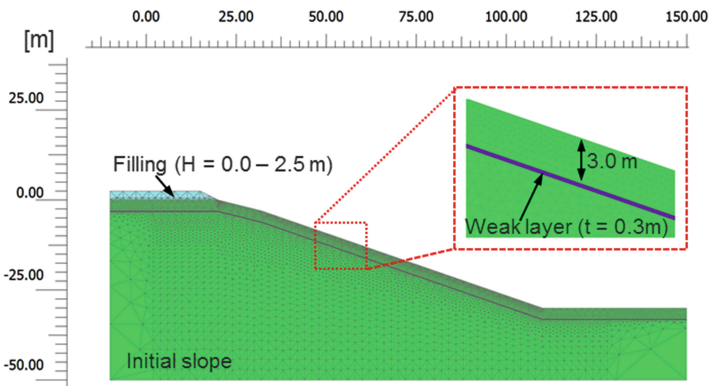 0.00 25.00 50.00 75.00 100.00 125.00 150.00
[m]
25.00
Filling (H = 0.0 – 2.5 m)
3.0 m
0.00
Weak layer (t = 0.3m)
-25.00
Initial slope
-50.00